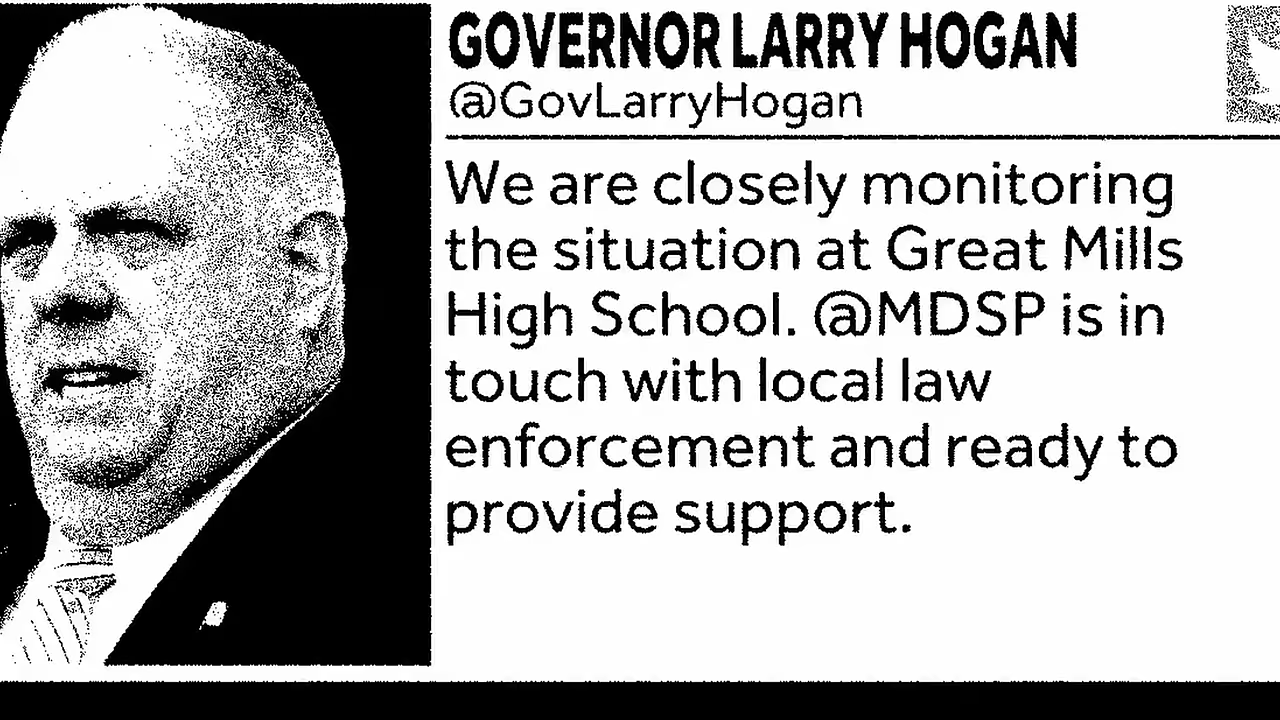 GOVERNOR LARRY HOGAN
@GovLarryHogan
We are closely monitoring
the situation at Great Mills
High School. @MDSP is in
touch with local law
enforcement and ready to
provide support.